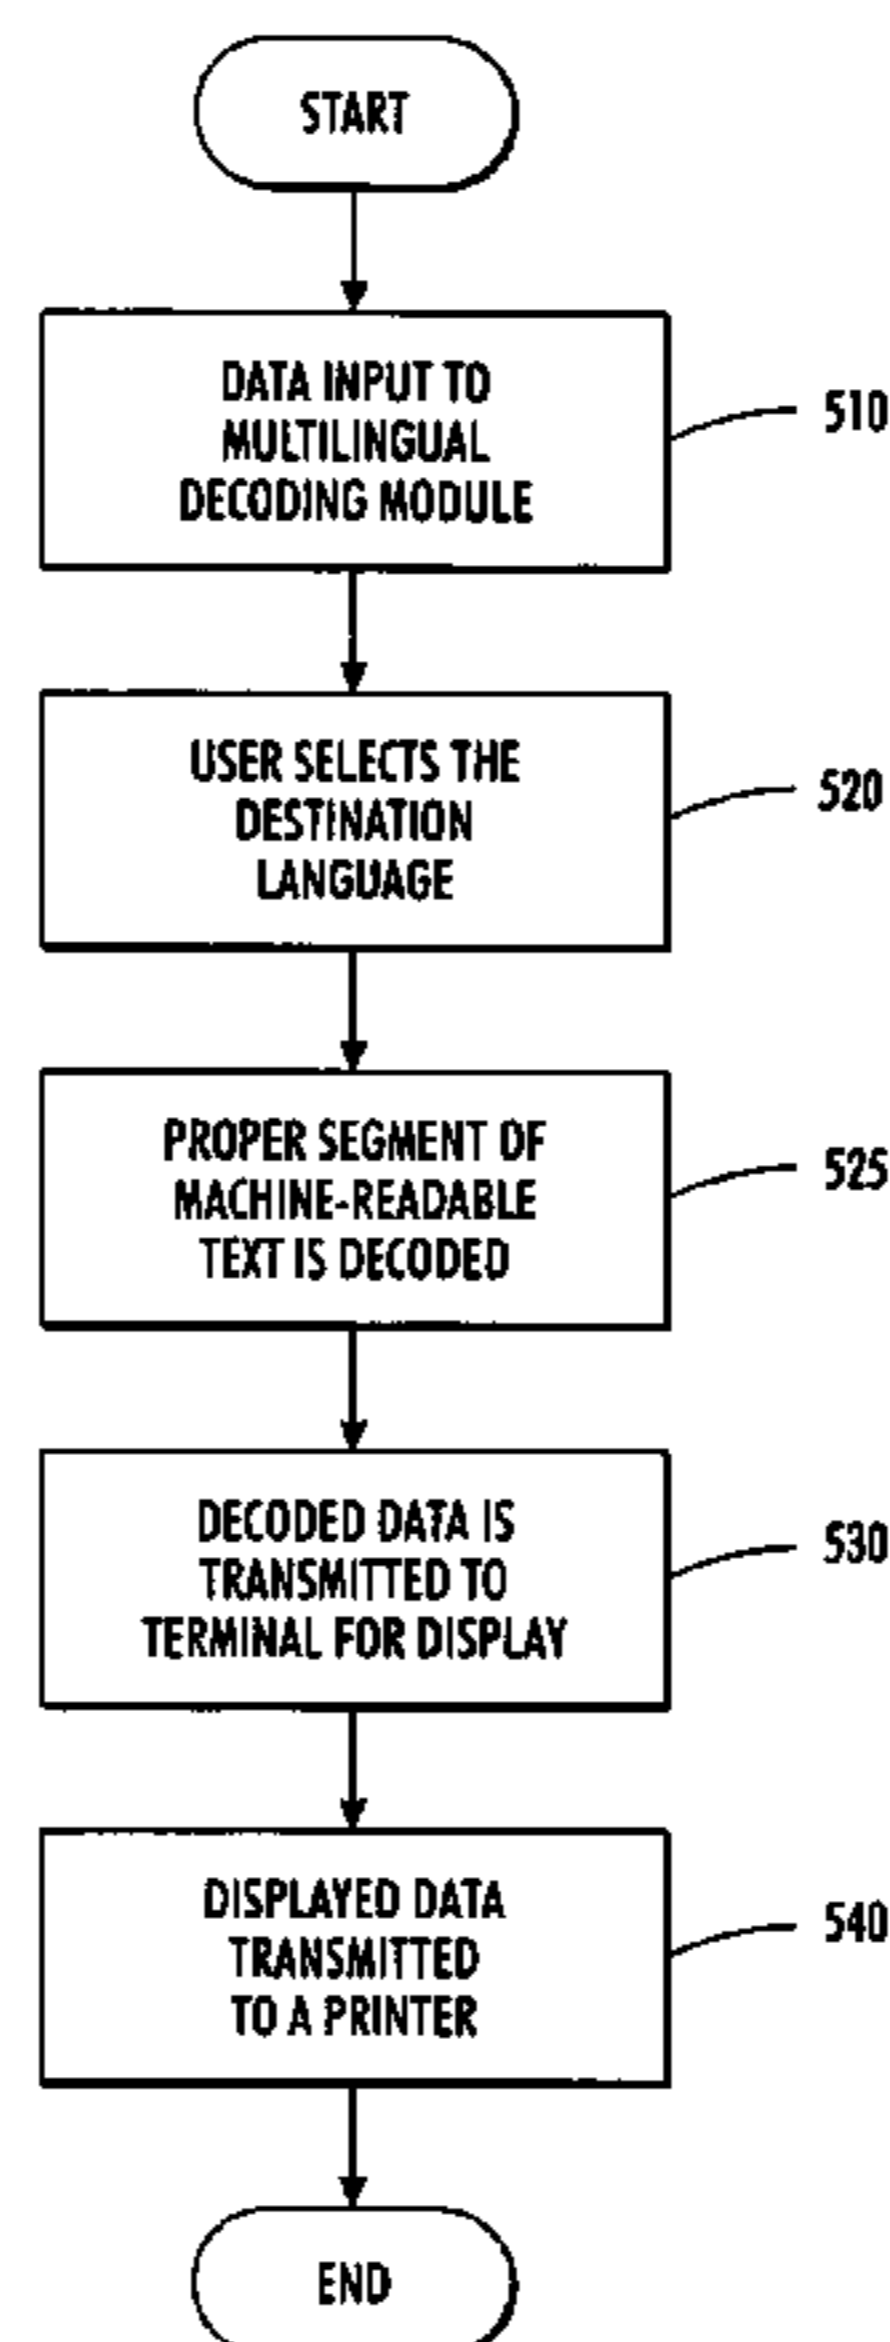 START
DATA INPUT TO
MULTILINGUAL
DECODING MODULE
510
USER SELECTS THE
DESTINATION
LANGUAGE
520
PROPER SEGMENT OF
MACHINE-READABLE
TEXT IS DECODED
525
DECODED DATA IS
TRANSMITTED TO
TERMINAL FOR DISPLAY
530
DISPLAYED DATA
TRANSMITTED
TO A PRINTER
540
END